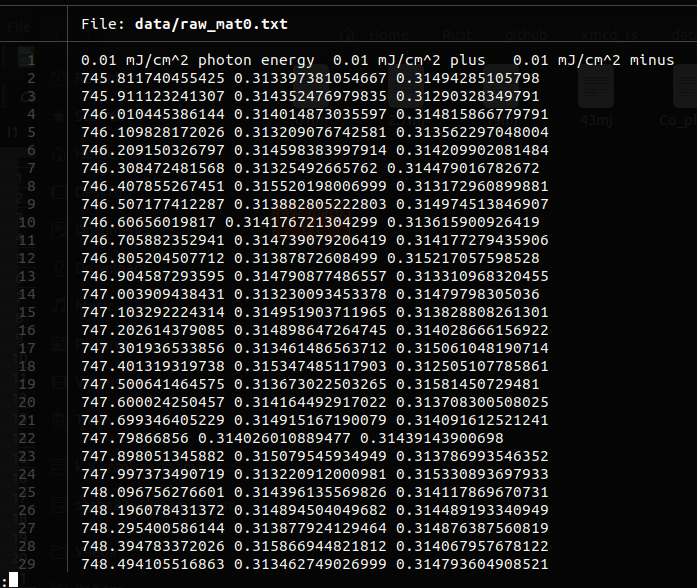 File: data/raw_mat0.txt
1 0.01 mJ/cm^2 photon energy 0.01 mJ/cm^2 plus 0.01 mJ/cm^2 minus
2 745.811740455425 0.313397381054667 0.31494285105798
3 745.911123241307 0.314352476979835 0.31290328349791
4 746.010445386144 0.314014873035597 0.314815866779791
5 746.109828172026 0.313209076742581 0.313562297048004
6 746.209150326797 0.314598383997914 0.314209902081484
7 746.308472481568 0.31325492665762 0.314479016782672
8 746.407855267451 0.315520198006999 0.313172960899881
9 746.507177412287 0.313882805222803 0.314974513846907
10 746.60656019817 0.314176721304299 0.313615900926419
11 746.705882352941 0.314739079206419 0.314177279435906
12 746.805204507712 0.31387872608499 0.315217057598528
13 746.904587293595 0.314790877486557 0.313310968320455
14 747.003909438431 0.313230093453378 0.31479798305036
15 747.103292224314 0.314951903711965 0.313828808261301
16 747.202614379085 0.314898647264745 0.314028666156922
17 747.301936533856 0.313461486563712 0.315061048190714
18 747.401319319738 0.315347485117903 0.312505107785861
19 747.500641464575 0.313673022503265 0.31581450729481
20 747.600024250457 0.314164492917022 0.313708300508025
21 747.699346405229 0.314915167190079 0.314091612521241
22 747.79866856 0.314026010889477 0.31439143900698
23 747.898051345882 0.315079545934949 0.313786993546352
24 747.997373490719 0.313220912000981 0.315330893697933
25 748.096756276601 0.314396135569826 0.314117869670731
26 748.196078431372 0.314894504049682 0.314489193340949
27 748.295400586144 0.313877924129464 0.314876387560819
28 748.394783372026 0.315866944821812 0.314067957678122
29 748.494105516863 0.313462749026999 0.314793604908521
: